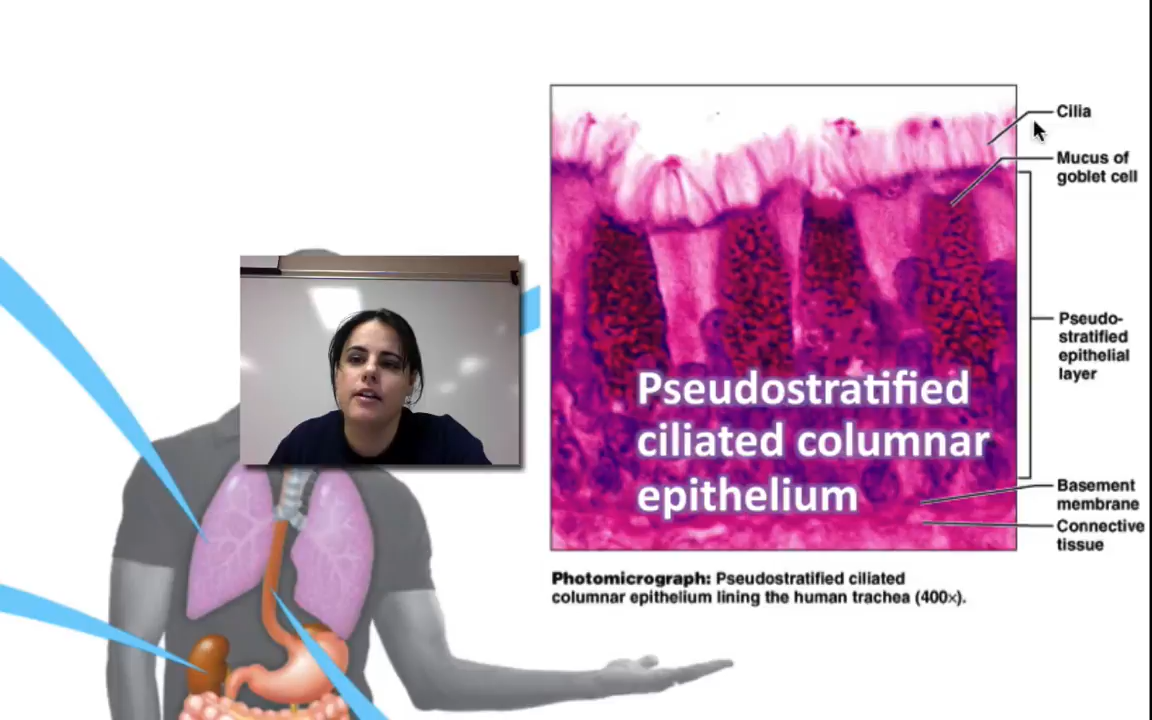 Cilia
Mucus of
goblet cell
Pseudo-
stratified
epithelial
layer
Pseudostratified
ciliated columnar
epithelium
Basement
membrane
Connective
tissue
Photomicrograph: Pseudostratified ciliated
columnar epithelium lining the human trachea (400×).